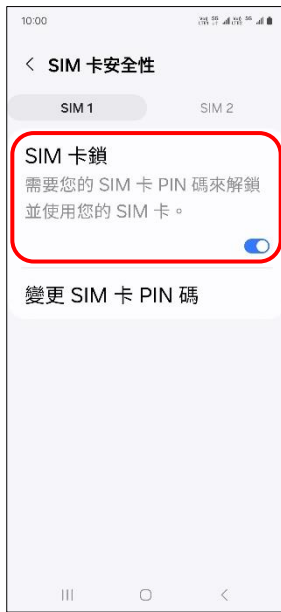 10:00
SIM 卡安全性
SIM 1
SIM 2
SIM 卡鎖
需要您的 SIM 卡 PIN 碼來解鎖
並使用您的 SIM 卡。
變更 SIM 卡 PIN 碼